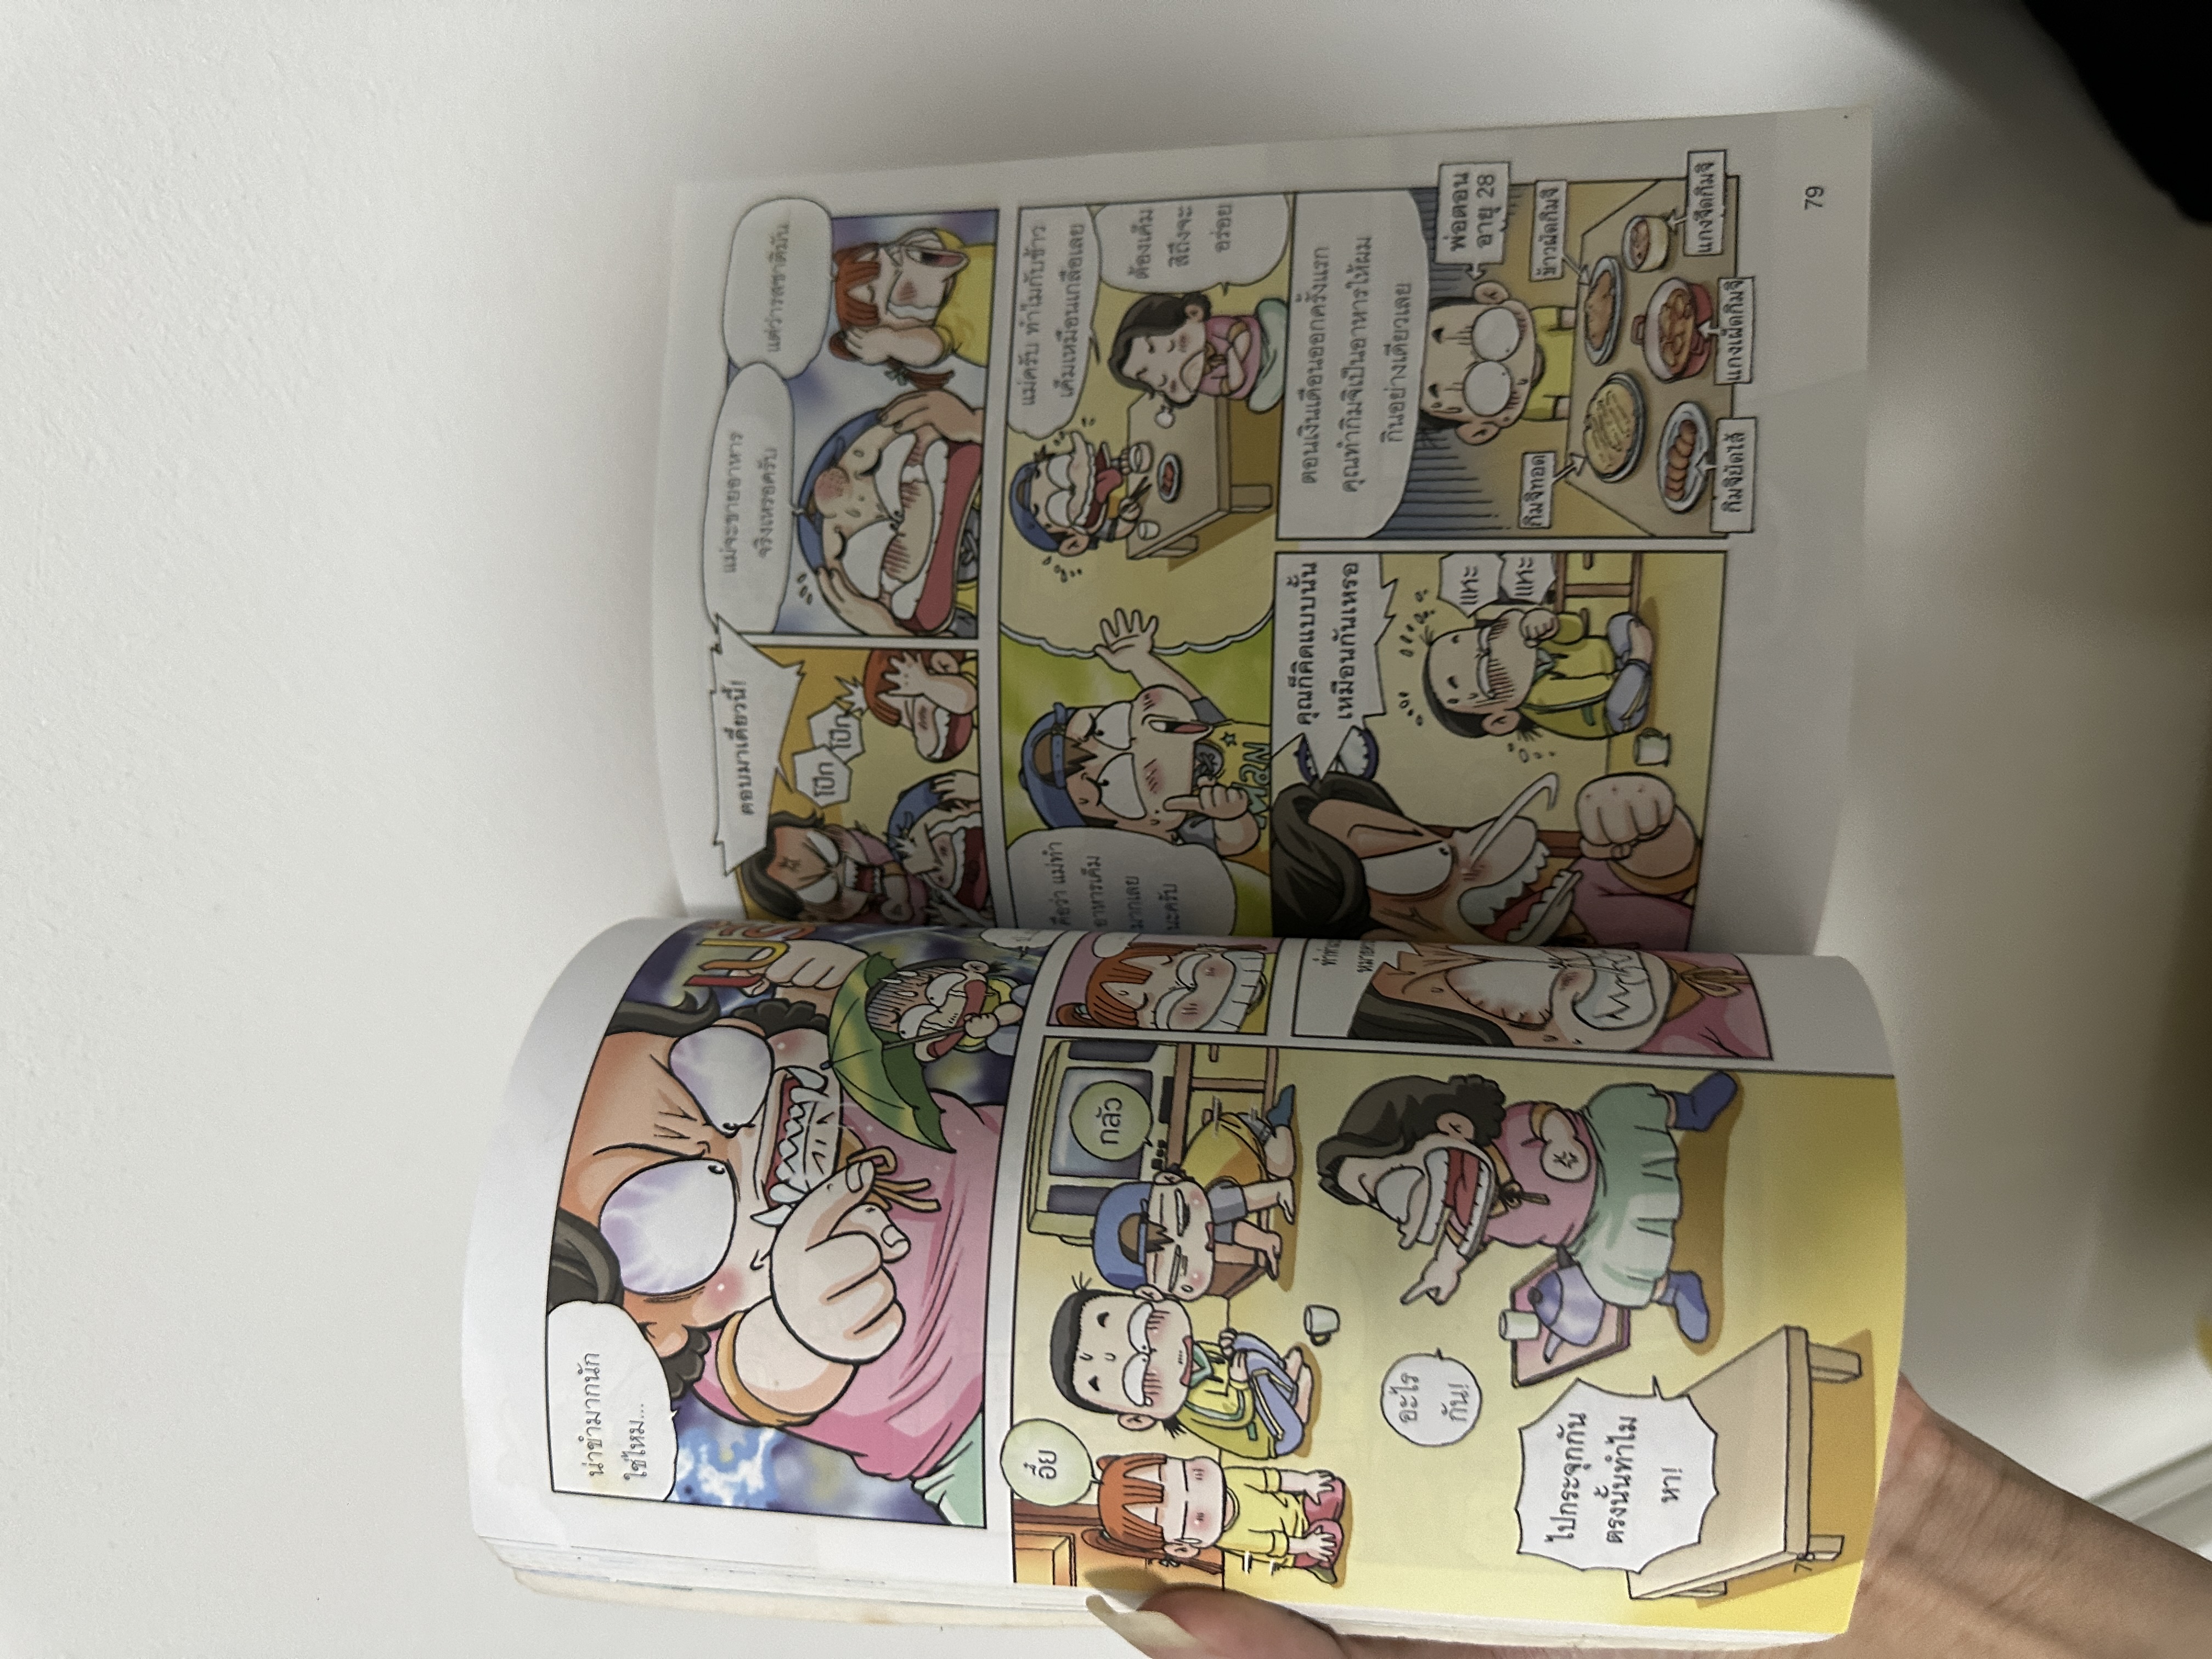 น่าขำมากนัก
ใช่ไหม...
อึ๋ย
กลัว
อะไร
กัน!
ไปกระจุกกัน
ตรงนั้นทำไม
หา!
78
ตอบมาเดี๋ยวนี้!
โป๊ก
โป๊ก
แม่จะขายอาหาร
จริงเหรอครับ
แต่ว่ารสชาติมัน
คือว่า แม่ทำ
อาหารเค็ม
มากเลย
นะครับ
MaN
แม่ครับ ทำไมกับข้าว
เค็มเหมือนเกลือเลย
ต้องเค็ม
สิถึงจะ
อร่อย
คุณก็คิดแบบนั้น
เหมือนกันเหรอ
แหะ
แหะ
ตอนเงินเดือนออกครั้งแรก
คุณทำกิมจิเป็นอาหารให้ผม
กินอย่างเดียวเลย
พ่อตอน
อายุ 28
กิมจิทอด
ข้าวผัดกิมจิ
แกงจืดกิมจิ
กิมจิยัดไส้
แกงเผ็ดกิมจิ
79